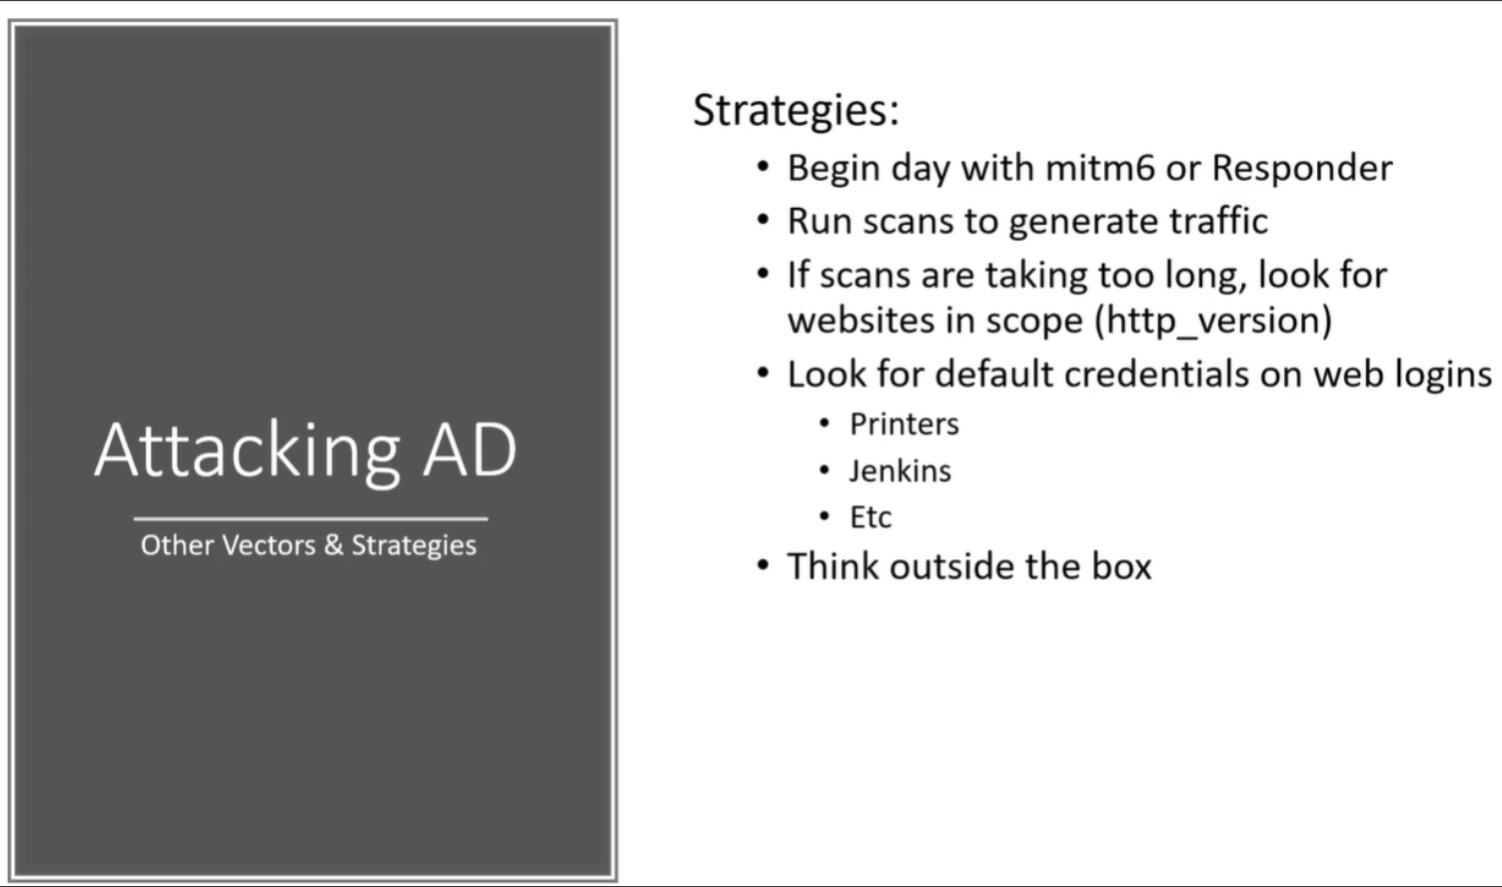 Attacking AD
Other Vectors & Strategies
Strategies:
• Begin day with mitm6 or Responder
• Run scans to generate traffic
• If scans are taking too long, look for
websites in scope (http_version)
• Look for default credentials on web logins
• Printers
• Jenkins
• Etc
• Think outside the box